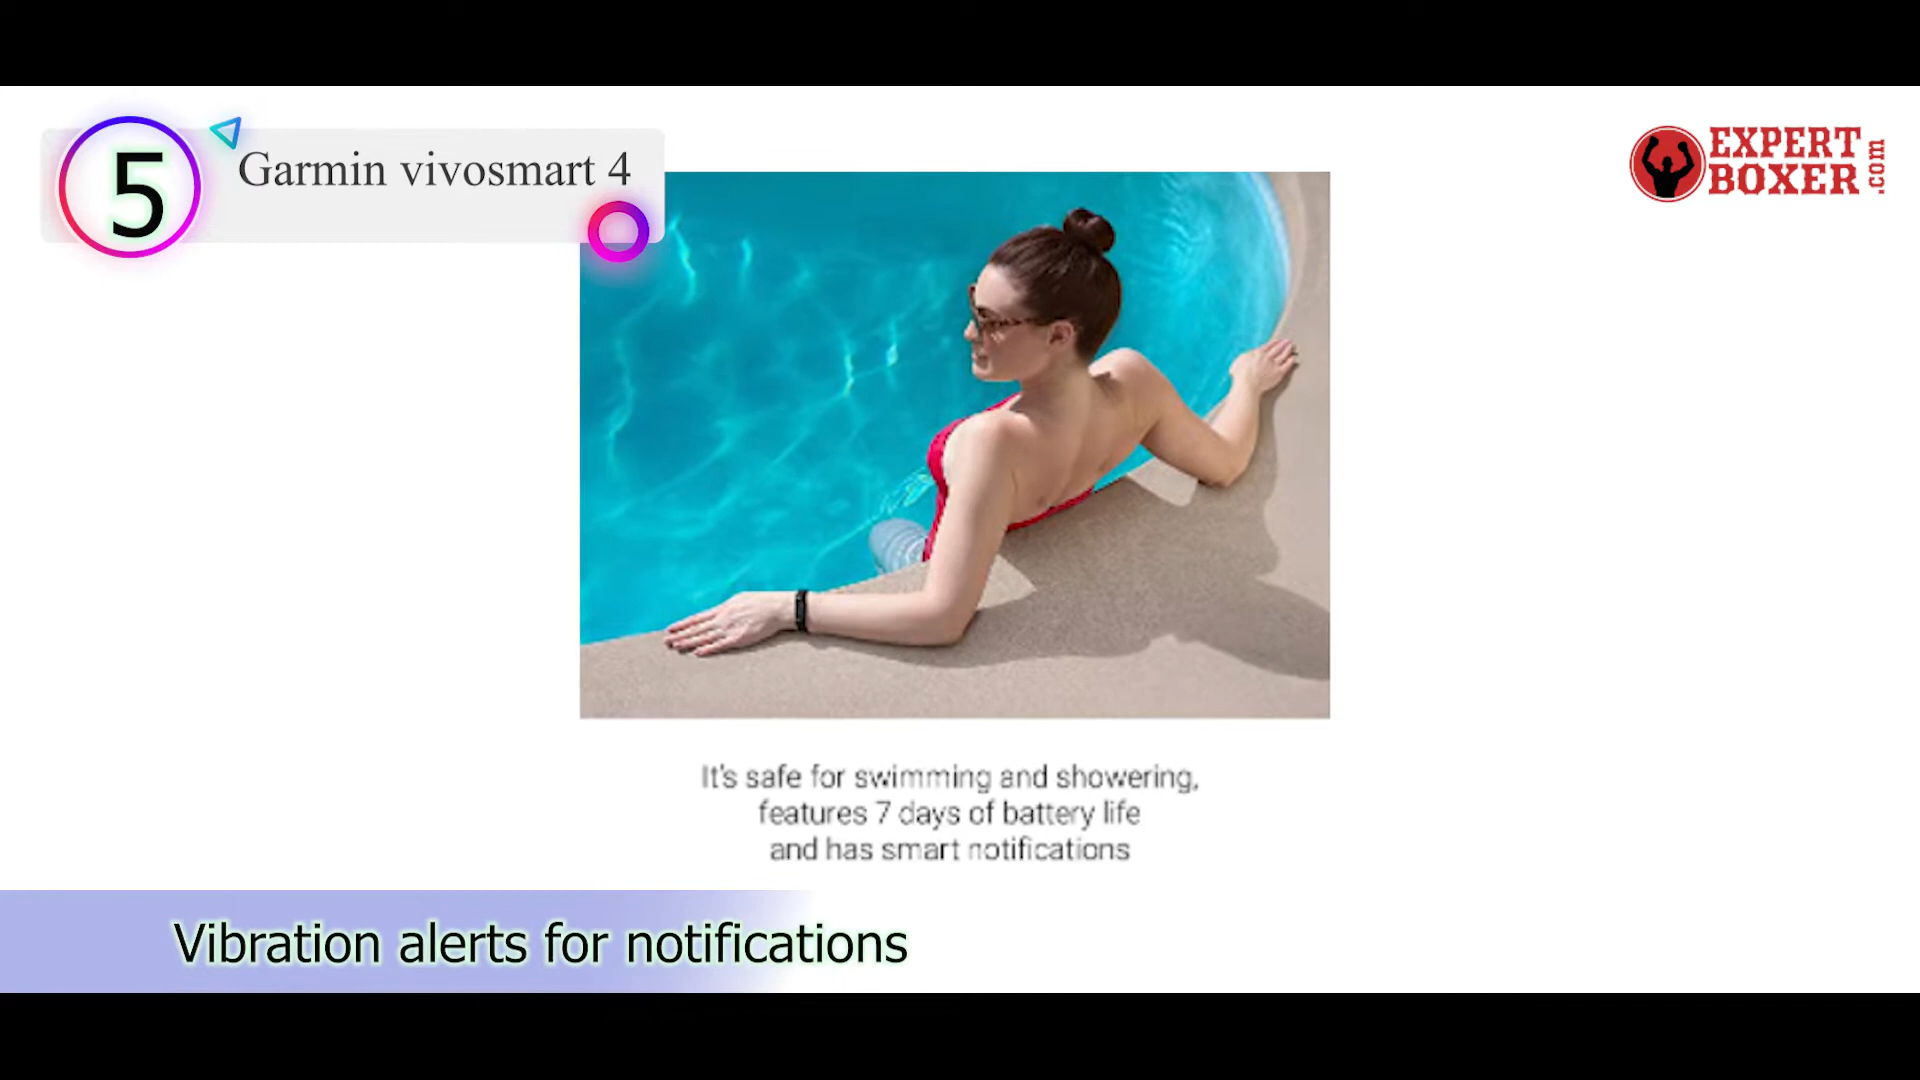 5
Garmin vivosmart 4
EXPERT
BOXER
.com
It's safe for swimming and showering,
features 7 days of battery life
and has smart notifications
Vibration alerts for notifications